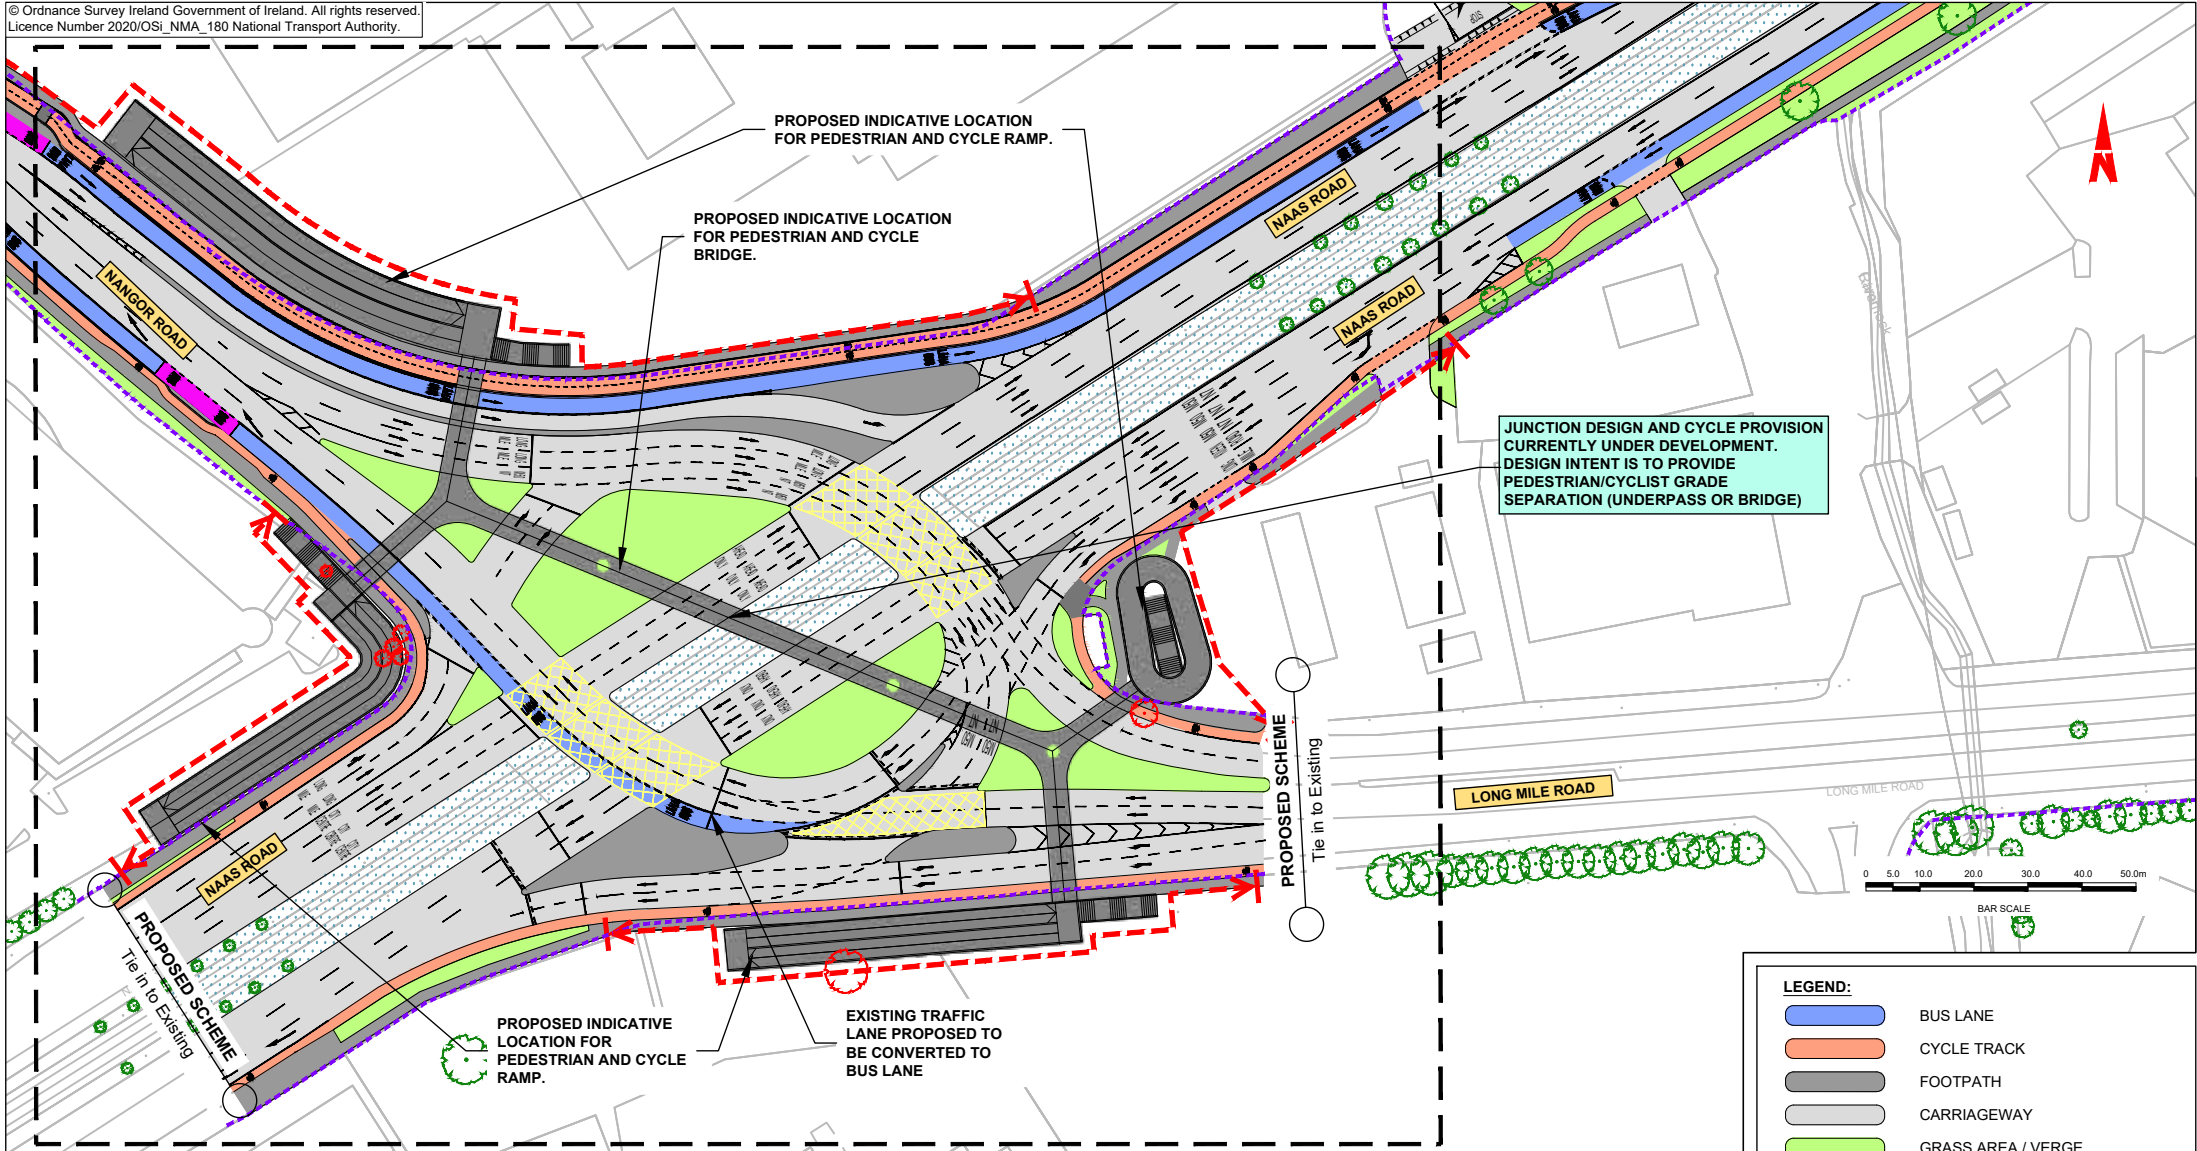 © Ordnance Survey Ireland Government of Ireland. All rights reserved.
Licence Number 2020/OSi_NMA_180 National Transport Authority.
STOP
PROPOSED INDICATIVE LOCATION
FOR PEDESTRIAN AND CYCLE RAMP.
PROPOSED INDICATIVE LOCATION
FOR PEDESTRIAN AND CYCLE
BRIDGE.
NAAS ROAD
NAAS ROAD
NANGOR ROAD
JUNCTION DESIGN AND CYCLE PROVISION
CURRENTLY UNDER DEVELOPMENT.
DESIGN INTENT IS TO PROVIDE
PEDESTRIAN/CYCLIST GRADE
SEPARATION (UNDERPASS OR BRIDGE)
PROPOSED SCHEME
Tie in to Existing
LONG MILE ROAD
LONG MILE ROAD
NAAS ROAD
PROPOSED SCHEME
Tie in to Existing
0 5.0 10.0 20.0 30.0 40.0 50.0m
BAR SCALE
PROPOSED INDICATIVE
LOCATION FOR
PEDESTRIAN AND CYCLE
RAMP.
EXISTING TRAFFIC
LANE PROPOSED TO
BE CONVERTED TO
BUS LANE
LEGEND:
BUS LANE
CYCLE TRACK
FOOTPATH
CARRIAGEWAY
GRASS AREA / VERGE